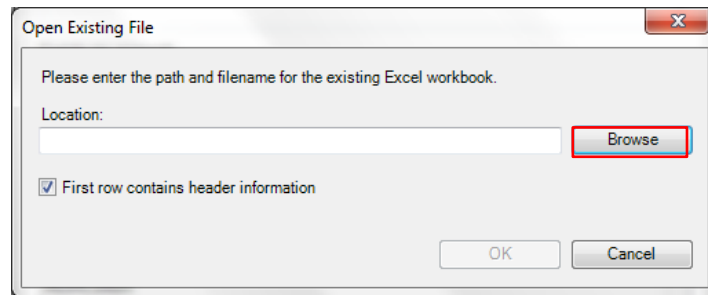 Open Existing File
Please enter the path and filename for the existing Excel workbook.
Location:
Browse
First row contains header information
OK
Cancel